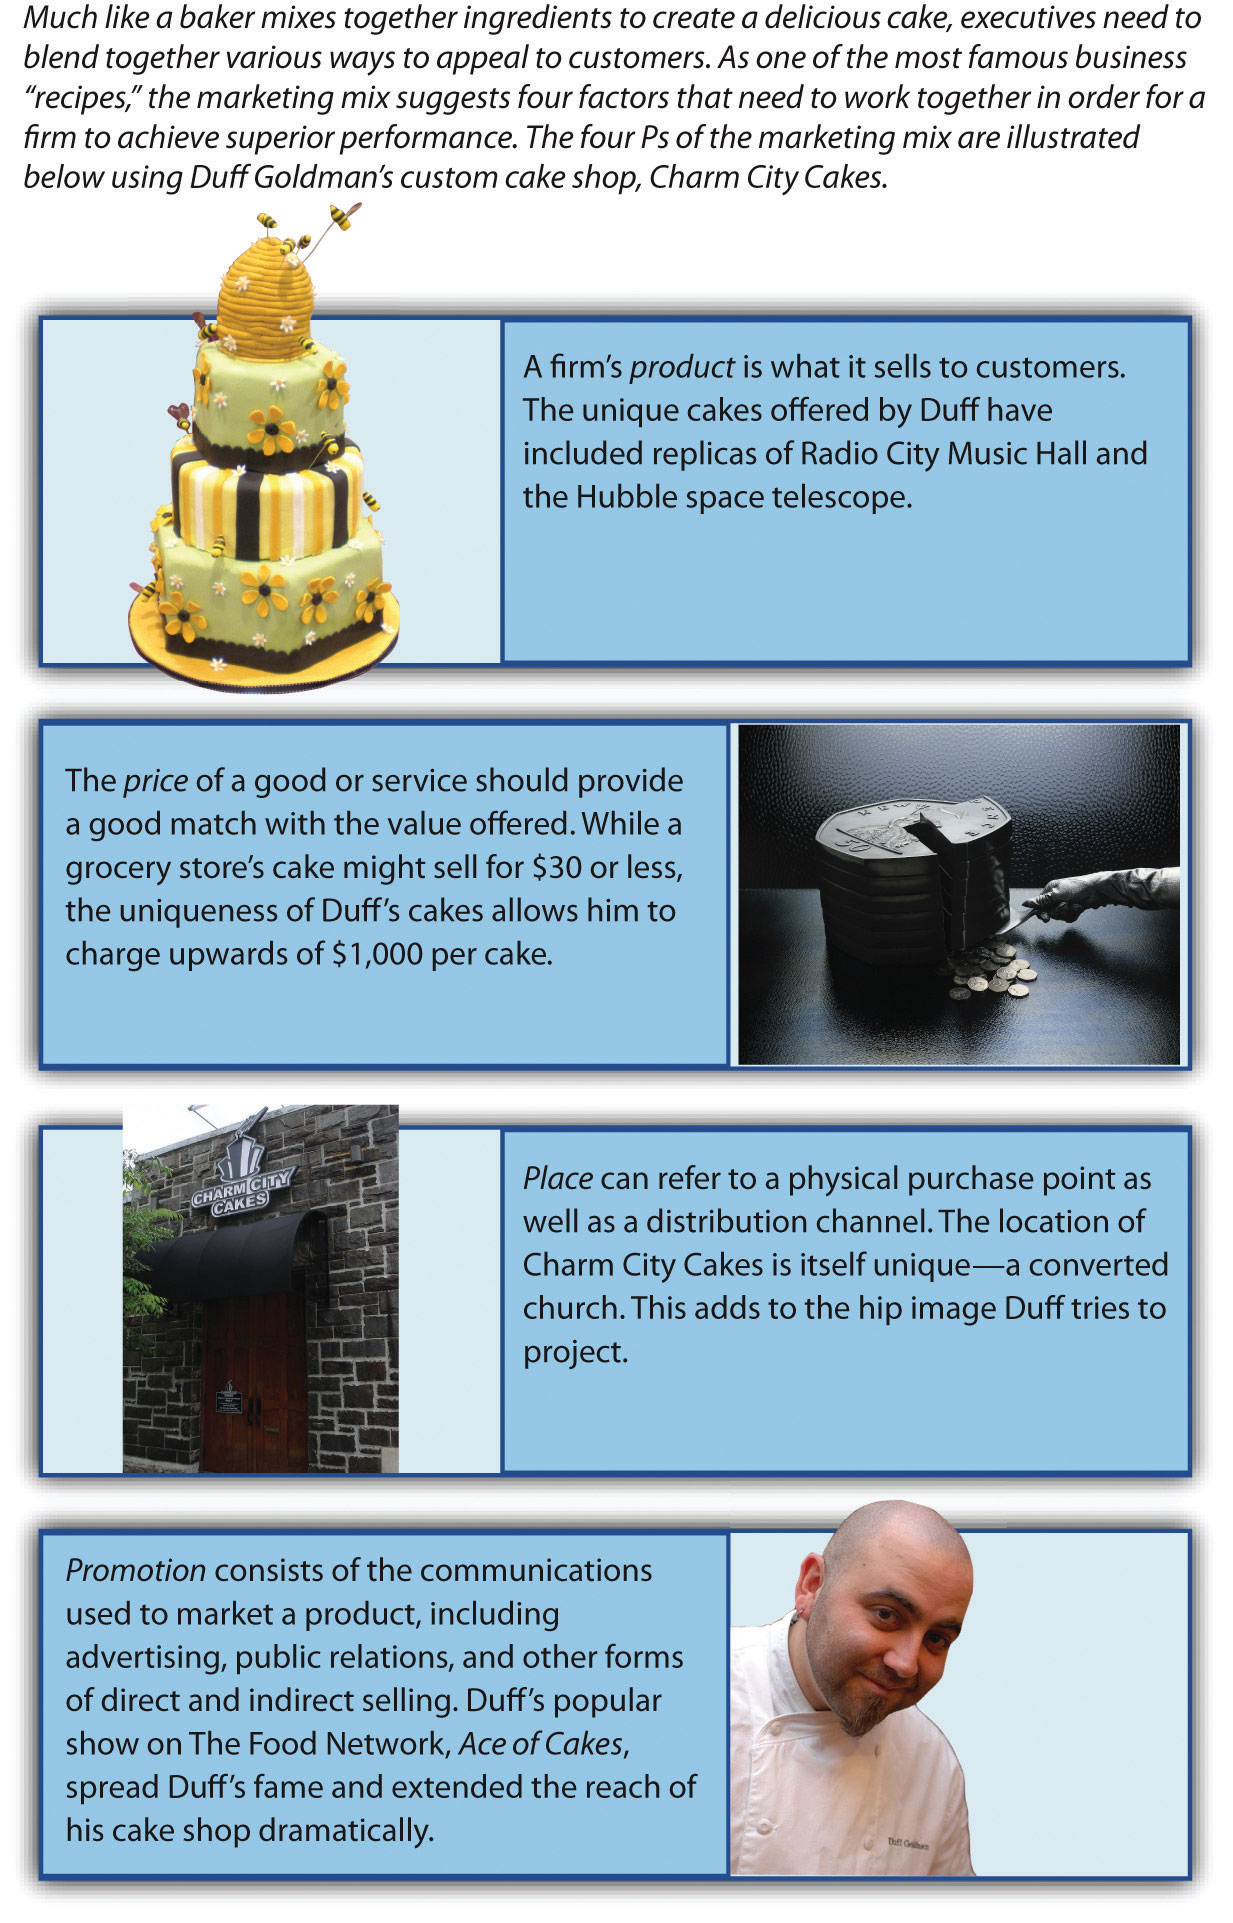 Much like a baker mixes together ingredients to create a delicious cake, executives need to
blend together various ways to appeal to customers. As one of the most famous business
“recipes,” the marketing mix suggests four factors that need to work together in order for a
firm to achieve superior performance. The four Ps of the marketing mix are illustrated
below using Duff Goldman’s custom cake shop, Charm City Cakes.
A firm’s product is what it sells to customers.
The unique cakes offered by Duff have
included replicas of Radio City Music Hall and
the Hubble space telescope.
The price of a good or service should provide
a good match with the value offered. While a
grocery store’s cake might sell for $30 or less,
the uniqueness of Duff’s cakes allows him to
charge upwards of $1,000 per cake.
50
CHARM CITY
CAKES
Place can refer to a physical purchase point as
well as a distribution channel. The location of
Charm City Cakes is itself unique—a converted
church. This adds to the hip image Duff tries to
project.
Promotion consists of the communications
used to market a product, including
advertising, public relations, and other forms
of direct and indirect selling. Duff’s popular
show on The Food Network, Ace of Cakes,
spread Duff’s fame and extended the reach of
his cake shop dramatically.
Duff Goldman